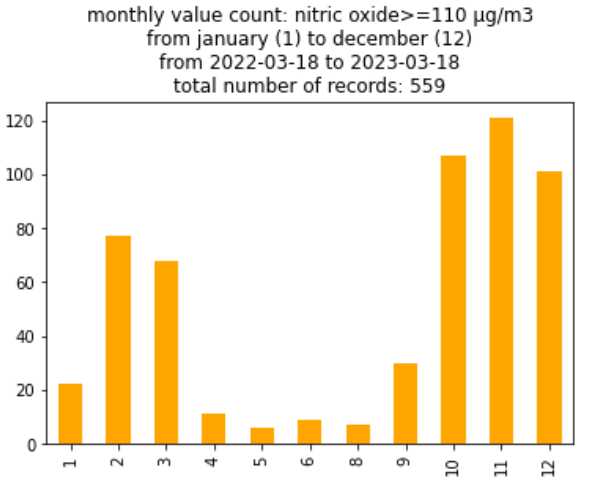 monthly value count: nitric oxide>=110 µg/m3
from january (1) to december (12)
from 2022-03-18 to 2023-03-18
total number of records: 559
120
100
80
60
40
20
0
1 2 3 4 5 6 8 9 10 11 12